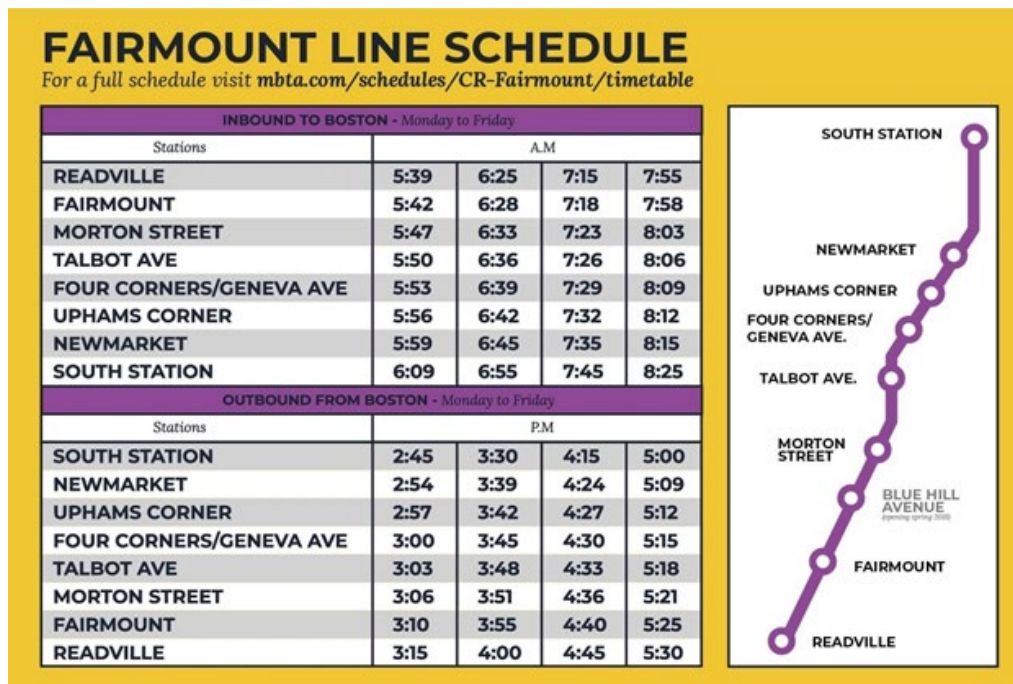 FAIRMOUNT LINE SCHEDULE
For a full schedule visit mbta.com/schedules/CR-Fairmount/timetable
INBOUND TO BOSTON - Monday to Friday
Stations A.M
READVILLE 5:39 6:25 7:15 7:55
FAIRMOUNT 5:42 6:28 7:18 7:58
MORTON STREET 5:47 6:33 7:23 8:03
TALBOT AVE 5:50 6:36 7:26 8:06
FOUR CORNERS/GENEVA AVE 5:53 6:39 7:29 8:09
UPHAMS CORNER 5:56 6:42 7:32 8:12
NEWMARKET 5:59 6:45 7:35 8:15
SOUTH STATION 6:09 6:55 7:45 8:25
OUTBOUND FROM BOSTON - Monday to Friday
Stations P.M
SOUTH STATION 2:45 3:30 4:15 5:00
NEWMARKET 2:54 3:39 4:24 5:09
UPHAMS CORNER 2:57 3:42 4:27 5:12
FOUR CORNERS/GENEVA AVE 3:00 3:45 4:30 5:15
TALBOT AVE 3:03 3:48 4:33 5:18
MORTON STREET 3:06 3:51 4:36 5:21
FAIRMOUNT 3:10 3:55 4:40 5:25
READVILLE 3:15 4:00 4:45 5:30
SOUTH STATION
NEWMARKET
UPHAMS CORNER
FOUR CORNERS/
GENEVA AVE.
TALBOT AVE.
MORTON
STREET
BLUE HILL
AVENUE
(opening spring
FAIRMOUNT
READVILLE